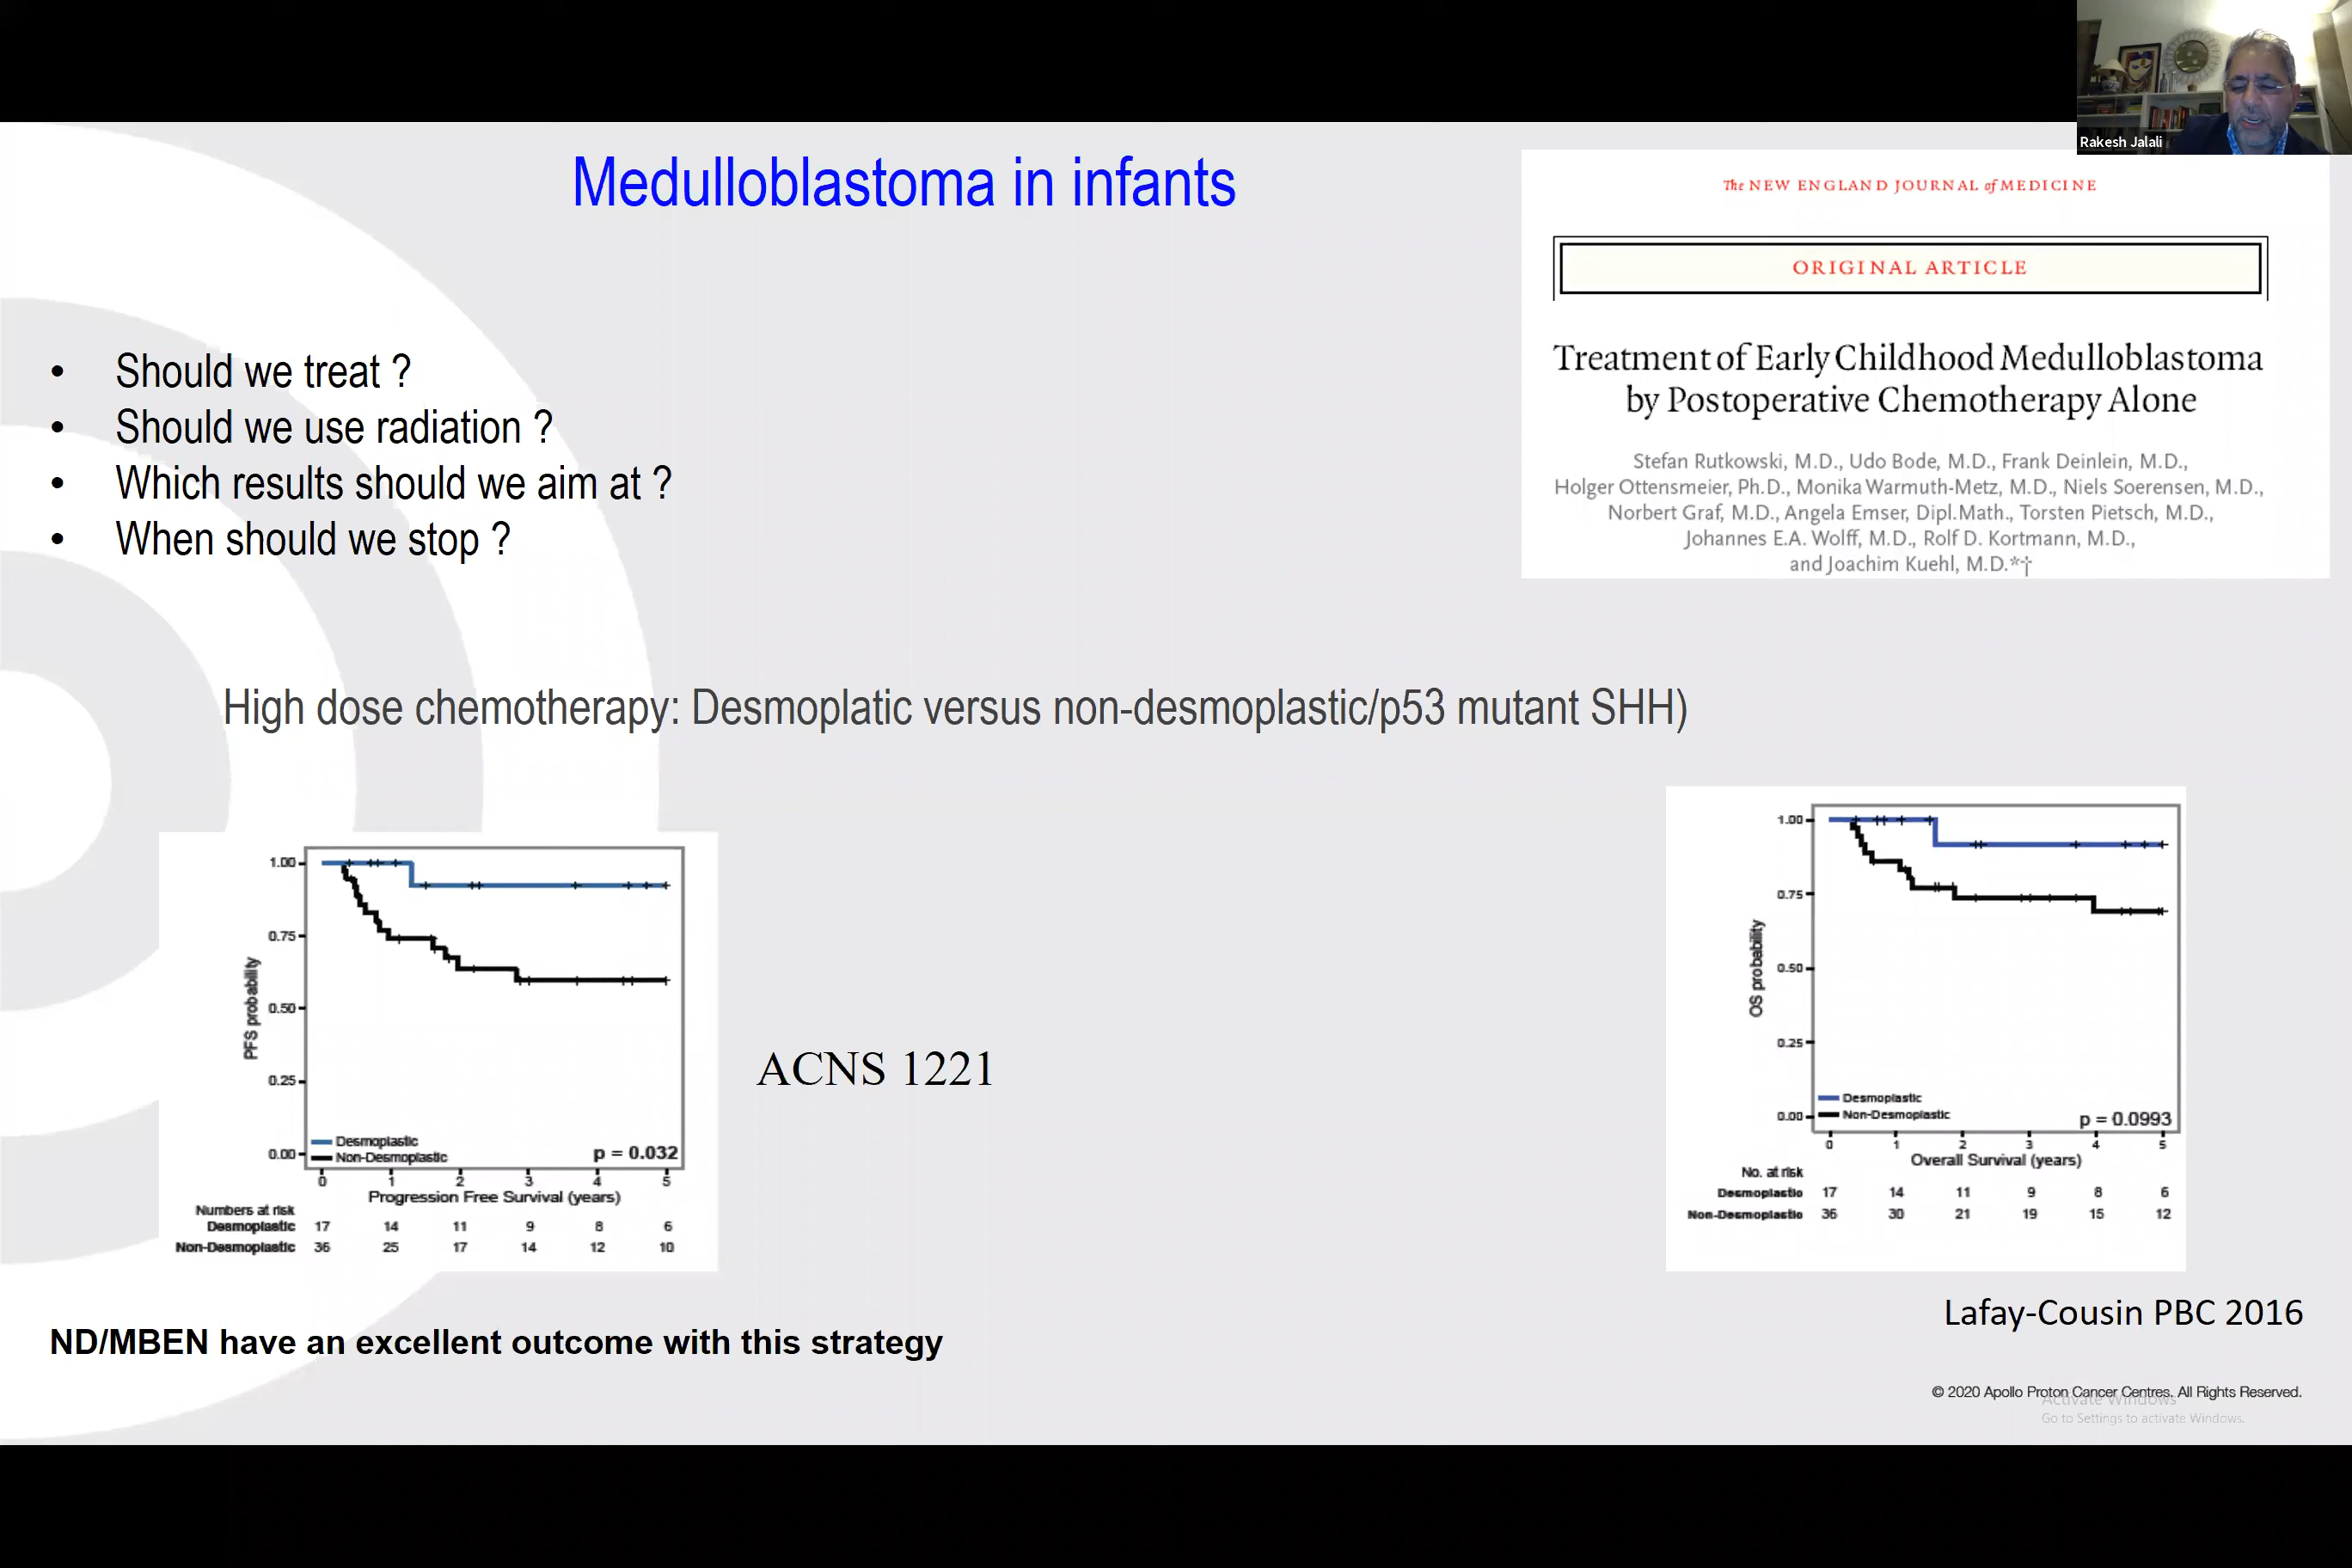 Rakesh Jalali
Medulloblastoma in infants
The NEW ENGLAND JOURNAL of MEDICINE
ORIGINAL ARTICLE
Treatment of Early Childhood Medulloblastoma
by Postoperative Chemotherapy Alone
Stefan Rutkowski, M.D., Udo Bode, M.D., Frank Deinlein, M.D.,
Holger Ottensmeier, Ph.D., Monika Warmuth-Metz, M.D., Niels Soerensen, M.D.,
Norbert Graf, M.D., Angela Emser, Dipl.Math., Torsten Pietsch, M.D.,
Johannes E.A. Wolff, M.D., Rolf D. Kortmann, M.D.,
and Joachim Kuehl, M.D.*†
• Should we treat ?
• Should we use radiation ?
• Which results should we aim at ?
• When should we stop ?
High dose chemotherapy: Desmoplatic versus non-desmoplastic/p53 mutant SHH)
1.00
0.75
0.50
0.25
0.00
PFS probability
Desmoplastic
Non-Desmoplastic
p = 0.032
0 1 2 3 4 5
Progression Free Survival (years)
Numbers at risk
Desmoplastic 17 14 11 9 8 6
Non-Desmoplastic 36 25 17 14 12 10
ACNS 1221
1.00
0.75
0.50
0.25
0.00
OS probability
Desmoplastic
Non-Desmoplastic
p = 0.0993
0 1 2 3 4 5
Overall Survival (years)
No. at risk
Desmoplastic 17 14 11 9 8 6
Non-Desmoplastic 36 30 21 19 15 12
Lafay-Cousin PBC 2016
ND/MBEN have an excellent outcome with this strategy
© 2020 Apollo Proton Cancer Centres. All Rights Reserved.
Activate Windows
Go to Settings to activate Windows.